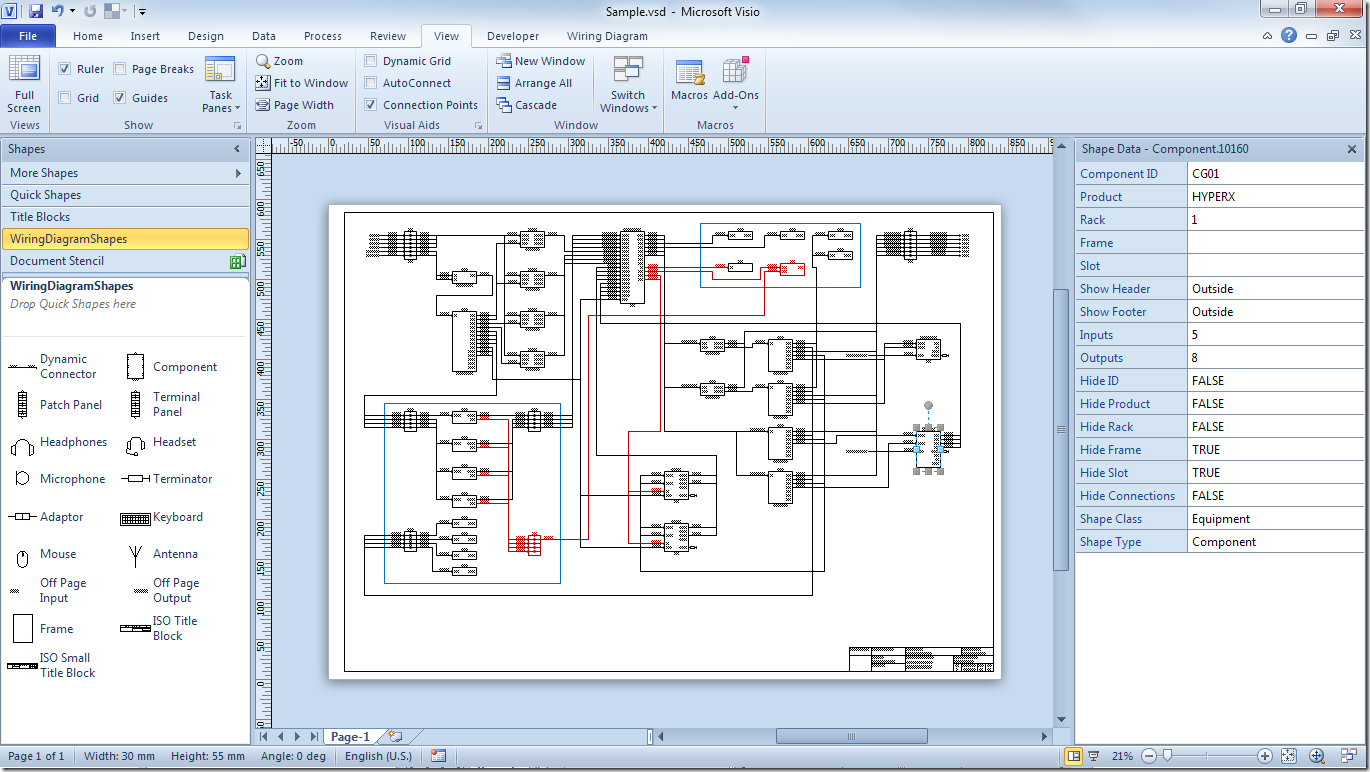 Sample.vsd - Microsoft Visio
File Home Insert Design Data Process Review View Developer Wiring Diagram
Ruler Page Breaks
Grid Guides
Full Screen
Task Panes
Views Show
Zoom
Fit to Window
Page Width
Zoom
Dynamic Grid
AutoConnect
Connection Points
Visual Aids
New Window
Arrange All
Cascade
Switch Windows
Window
Macros Add-Ons
Macros
Shapes
More Shapes
Quick Shapes
Title Blocks
WiringDiagramShapes
Document Stencil
WiringDiagramShapes
Drop Quick Shapes here
Dynamic Connector
Component
Patch Panel
Terminal Panel
Headphones
Headset
Microphone
Terminator
Adaptor
Keyboard
Mouse
Antenna
Off Page Input
Off Page Output
Frame
ISO Title Block
ISO Small Title Block
-50 0 50 100 150 200 250 300 350 400 450 500 550 600 650 700 750 800 850
650
600
550
500
450
400
350
300
250
200
150
100
50
0
Shape Data - Component.10160
Component ID CG01
Product HYPERX
Rack 1
Frame
Slot
Show Header Outside
Show Footer Outside
Inputs 5
Outputs 8
Hide ID FALSE
Hide Product FALSE
Hide Rack FALSE
Hide Frame TRUE
Hide Slot TRUE
Hide Connections FALSE
Shape Class Equipment
Shape Type Component
Page-1
Page 1 of 1 Width: 30 mm Height: 55 mm Angle: 0 deg English (U.S.) 21%